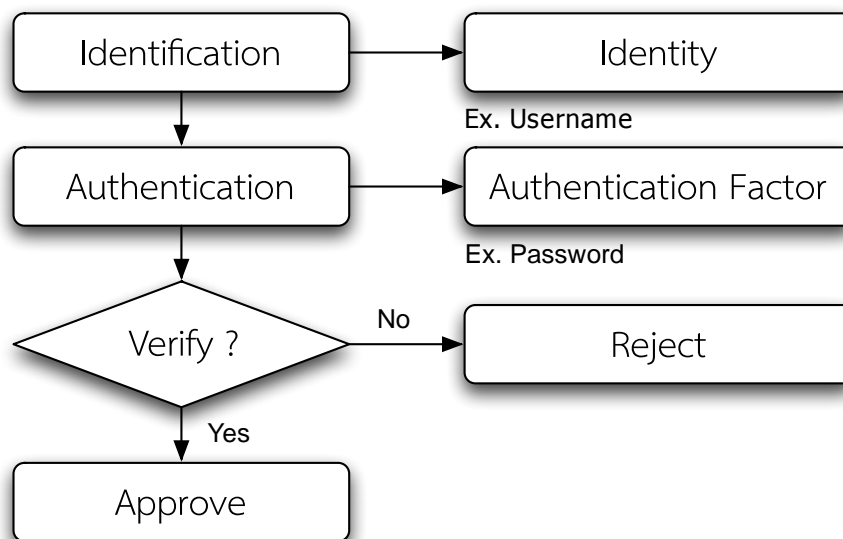 Identification
Identity
Ex. Username
Authentication
Authentication Factor
Ex. Password
Verify ?
No
Reject
Yes
Approve